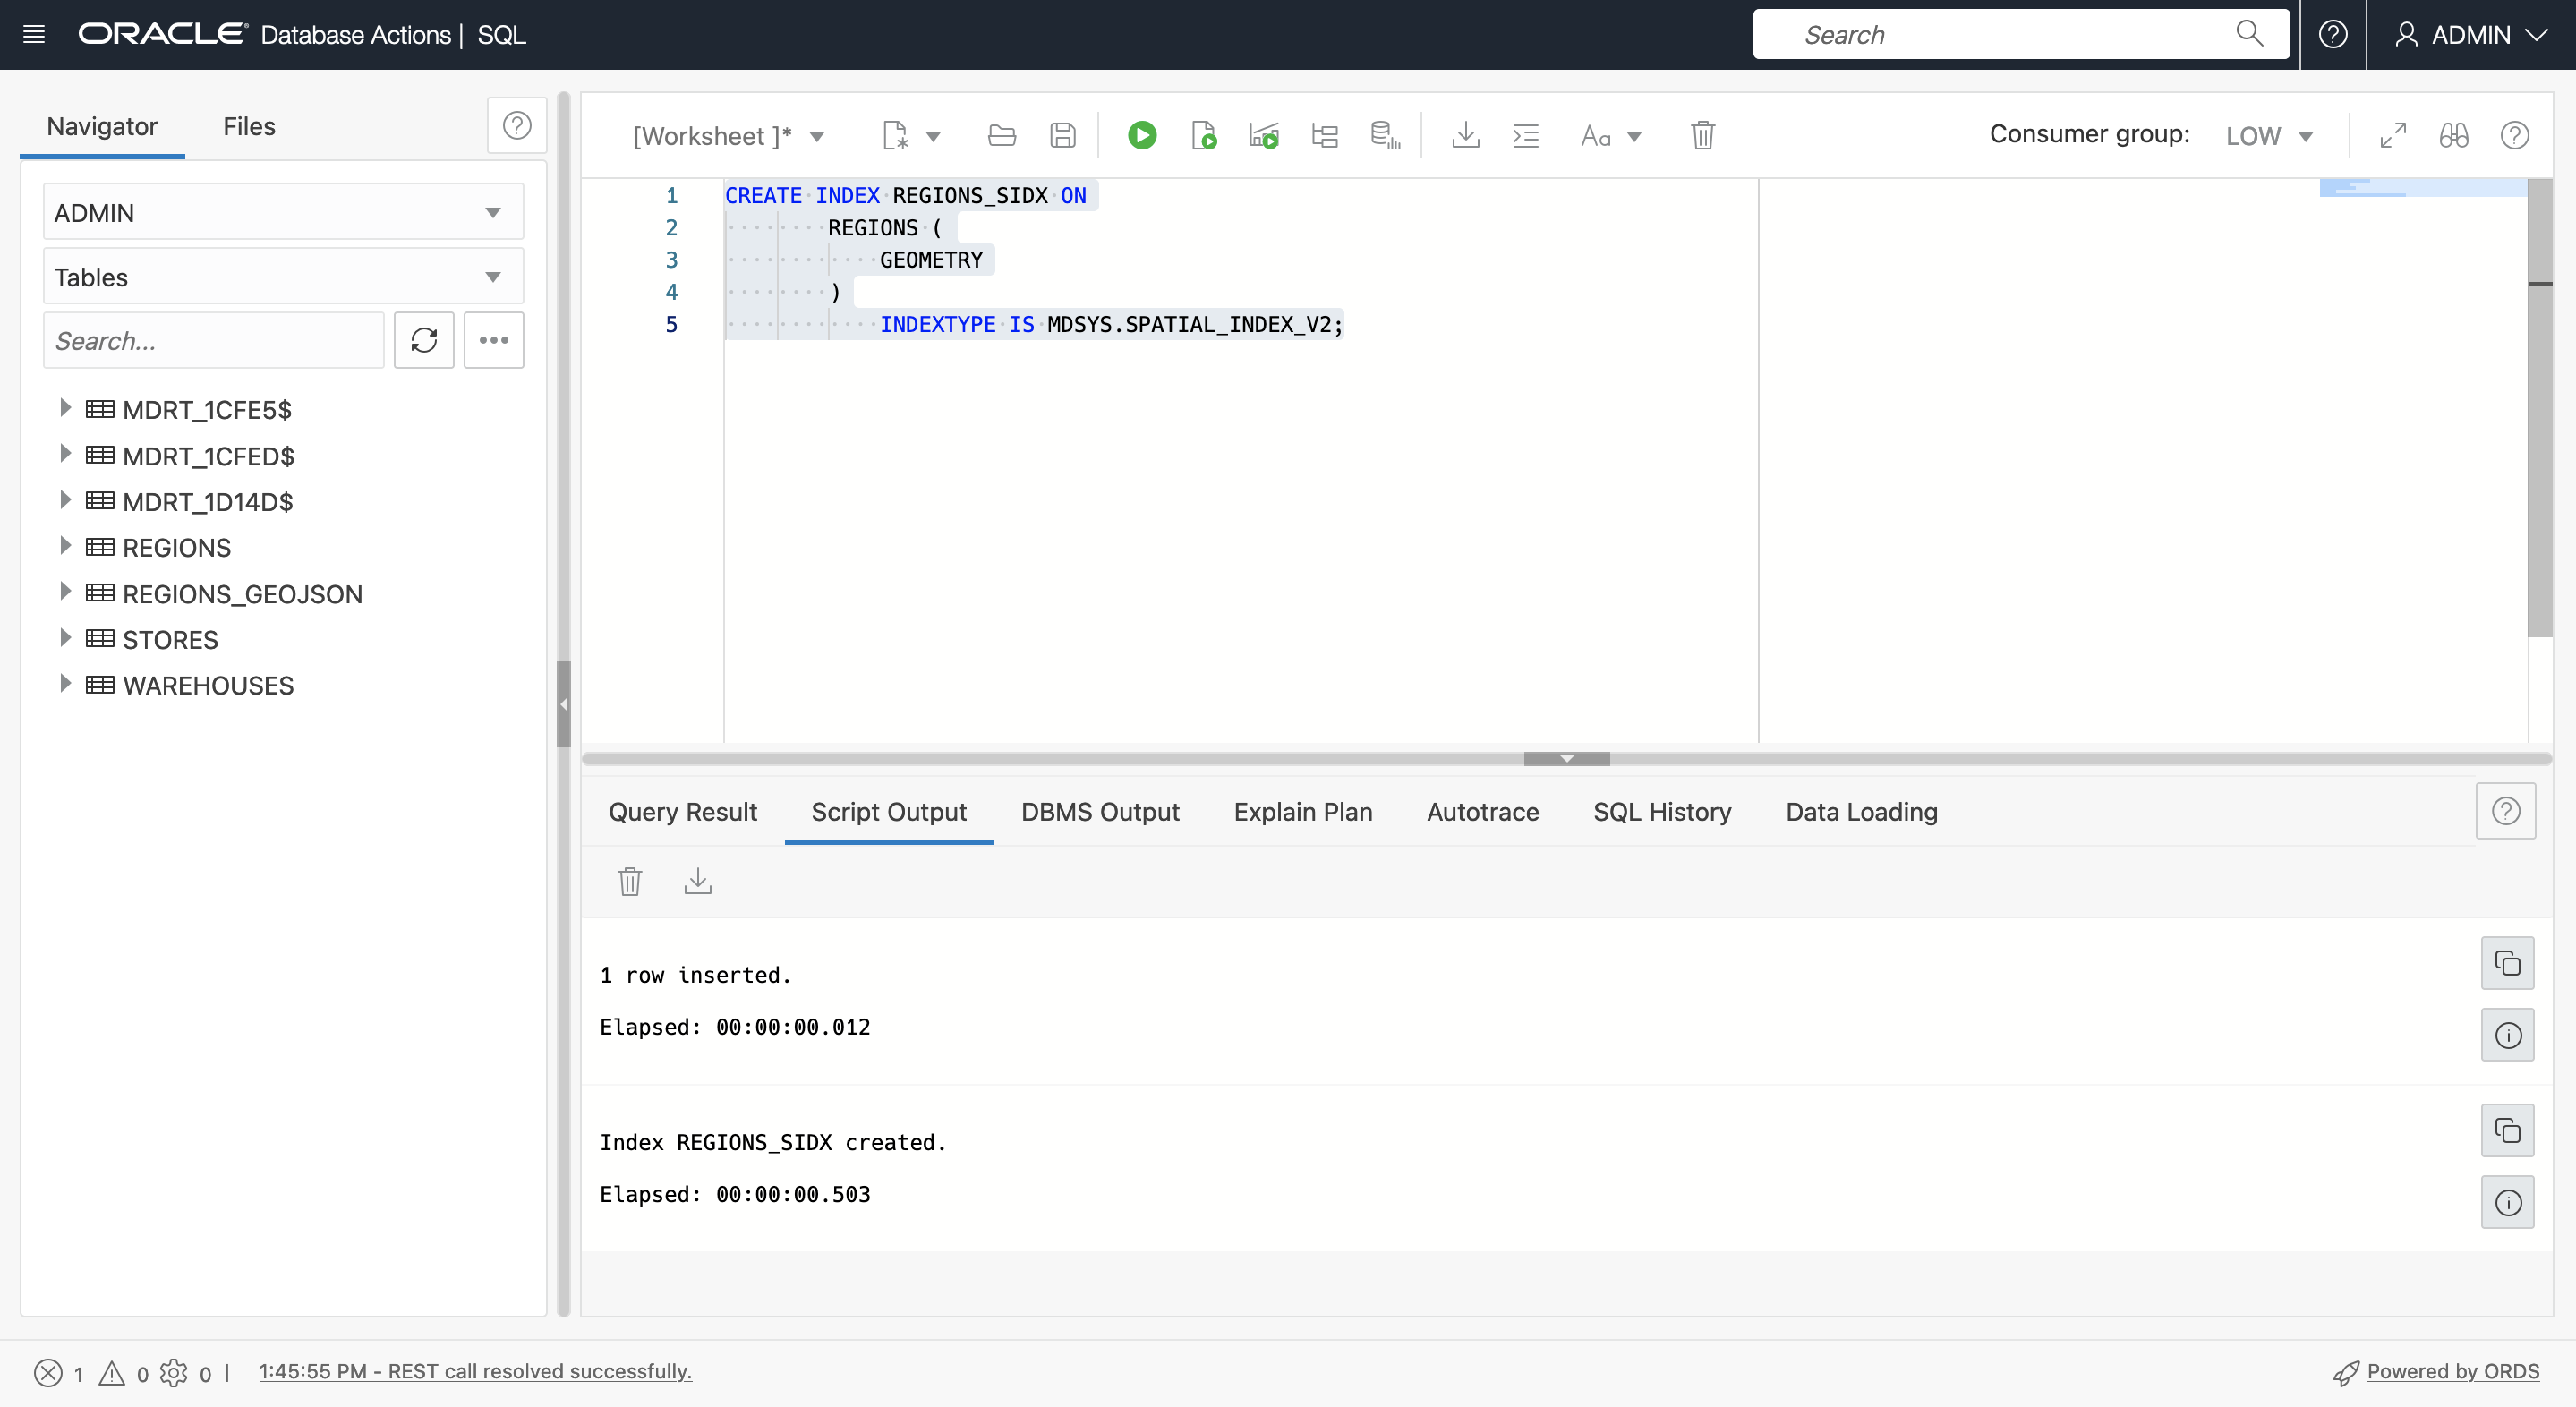 ORACLE Database Actions | SQL
Search
ADMIN
Navigator
Files
ADMIN
Tables
Search...
MDRT_1CFE5$
MDRT_1CFED$
MDRT_1D14D$
REGIONS
REGIONS_GEOJSON
STORES
WAREHOUSES
[Worksheet ]*
Aa
Consumer group: LOW
1 CREATE INDEX REGIONS_SIDX ON
2 REGIONS (
3 GEOMETRY
4 )
5 INDEXTYPE IS MDSYS.SPATIAL_INDEX_V2;
Query Result
Script Output
DBMS Output
Explain Plan
Autotrace
SQL History
Data Loading
1 row inserted.
Elapsed: 00:00:00.012
Index REGIONS_SIDX created.
Elapsed: 00:00:00.503
1 0 0 | 1:45:55 PM - REST call resolved successfully.
Powered by ORDS